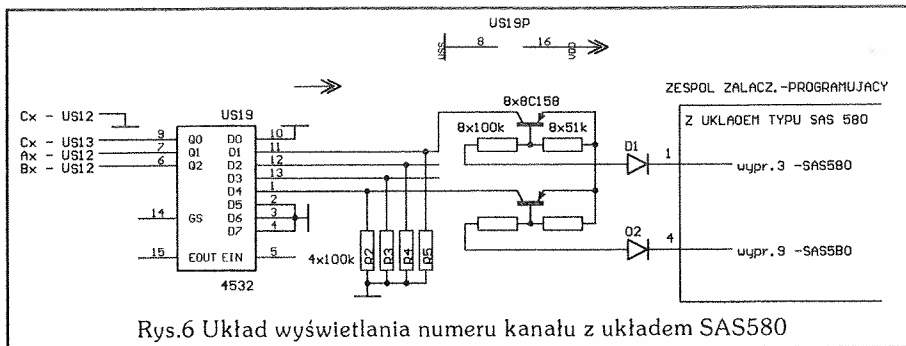 US19P
VSS 8 16 VDD
ZESPOL ZALACZ.-PROGRAMUJACY
Z UKLADEM TYPU SAS 580
8x8C158
8x100k 8x51k
D1 1 wypr.3 -SAS580
D2 4 wypr.9 -SAS580
Cx - US12
Cx - US13 9
Ax - US12 7
Bx - US12 6
US19
Q0 D0 10
Q1 D1 11
Q2 D2 12
D3 13
D4 1
D5 2
14 GS D6 3
D7 4
15 EOUT EIN 5
4532
4x100k R2 R3 R4 R5
Rys.6 Układ wyświetlania numeru kanału z układem SAS580